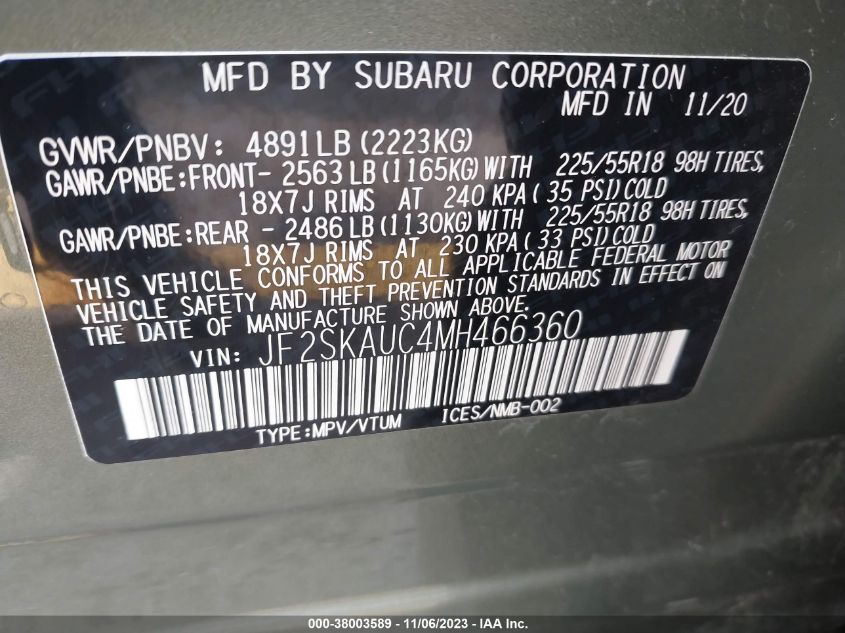 MFD BY SUBARU CORPORATION
MFD IN 11/20
GVWR/PNBV: 4891LB (2223KG)
GAWR/PNBE:FRONT- 2563 LB (1165KG) WITH 225/55R18 98H TIRES,
18X7J RIMS AT 240 KPA ( 35 PSI) COLD
GAWR/PNBE:REAR - 2486 LB (1130KG) WITH 225/55R18 98H TIRES,
18X7J RIMS AT 230 KPA ( 33 PSI) COLD
THIS VEHICLE CONFORMS TO ALL APPLICABLE FEDERAL MOTOR
VEHICLE SAFETY AND THEFT PREVENTION STANDARDS IN EFFECT ON
THE DATE OF MANUFACTURE SHOWN ABOVE.
VIN: JF2SKAUC4MH466360
TYPE:MPV/VTUM ICES/NMB-002
000-38003589 - 11/06/2023 - IAA Inc.